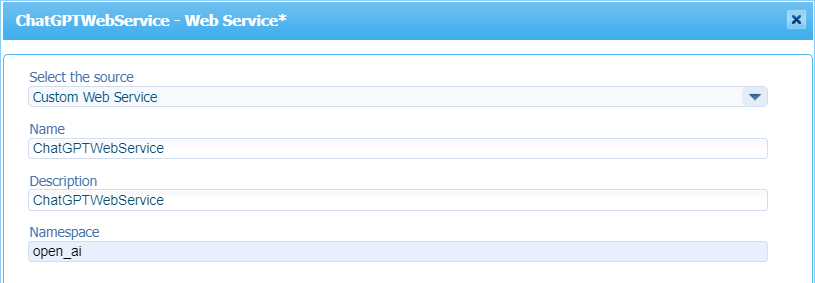 ChatGPTWebService - Web Service*
Select the source
Custom Web Service
Name
ChatGPTWebService
Description
ChatGPTWebService
Namespace
open_ai